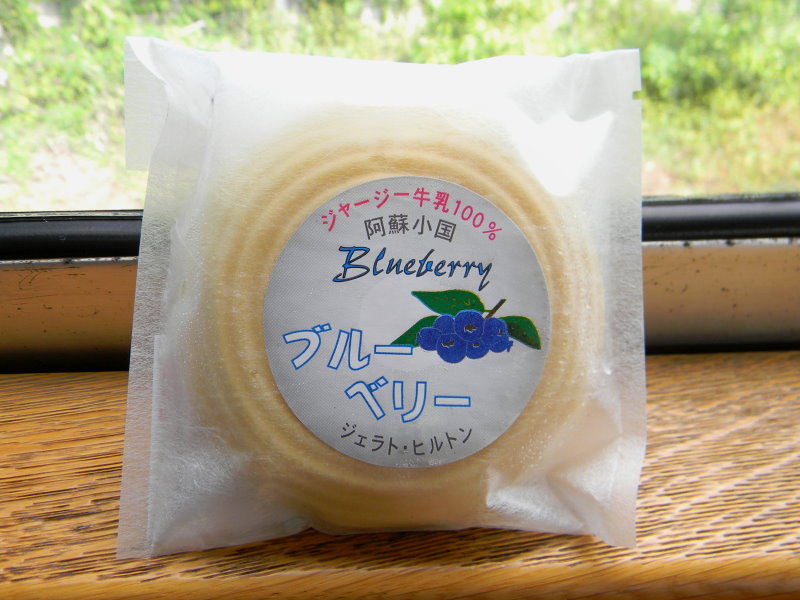 ジャージー牛乳100%
阿蘇小国
Blueberry
ブルー
ベリー
ジェラト・ヒルトン